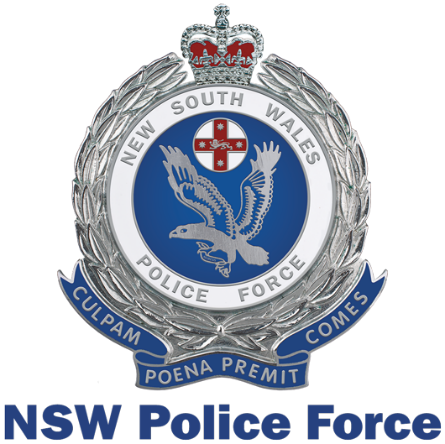 NEW SOUTH WALES
POLICE FORCE
CULPAM
POENA PREMIT
COMES
NSW Police Force